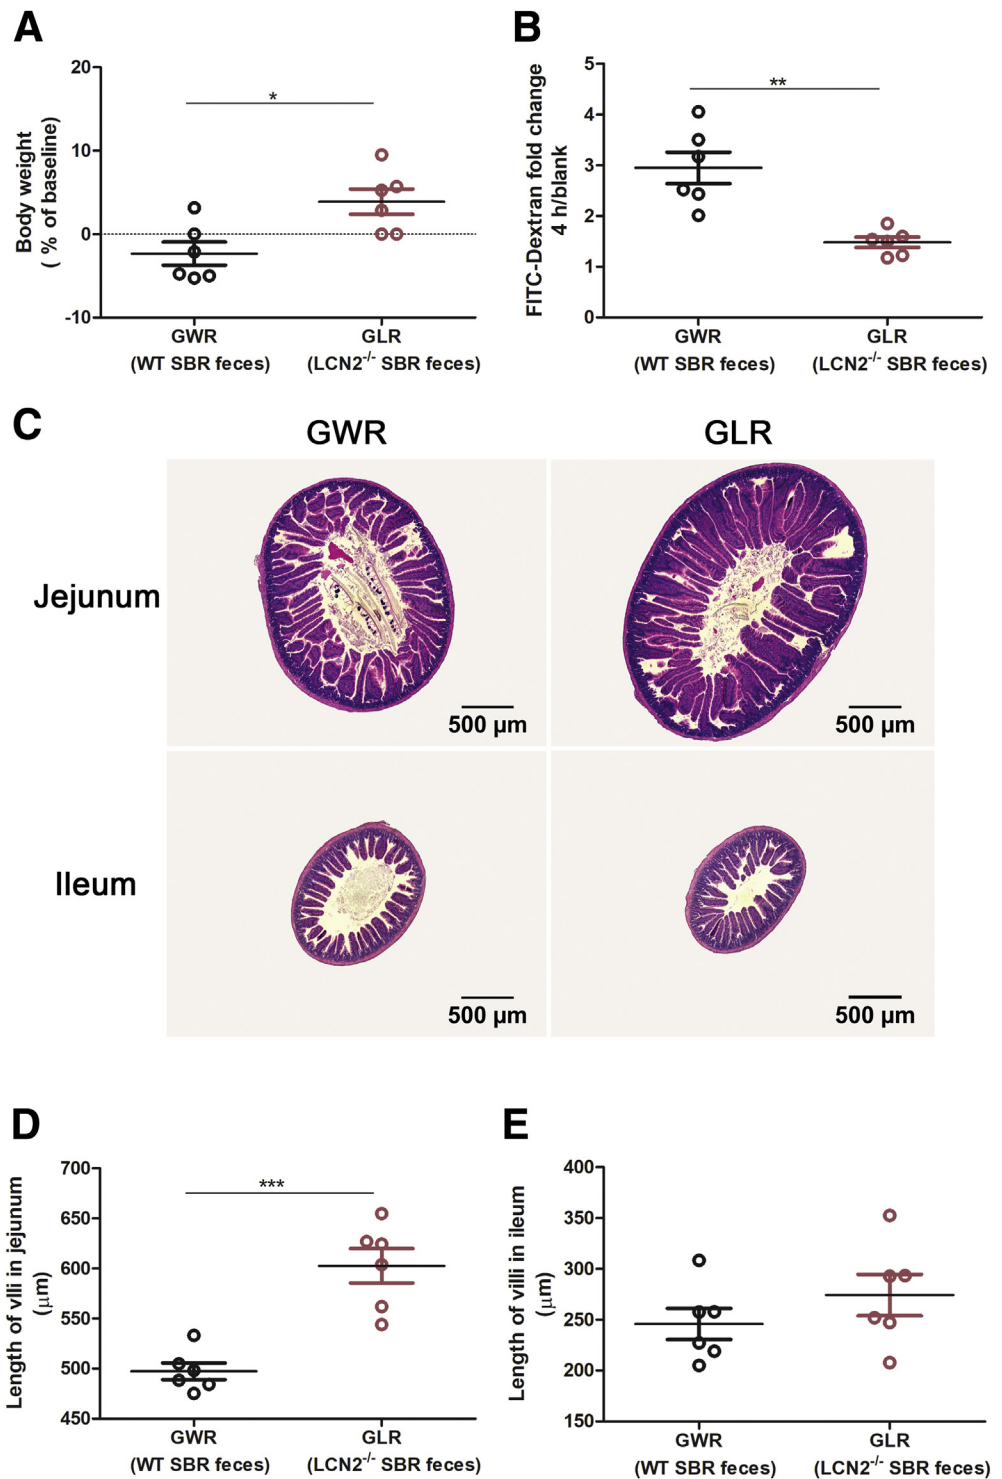 A
Body weight
( % of baseline)
20
10
0
-10
*
GWR
(WT SBR feces)
GLR
(LCN2-/- SBR feces)
B
FITC-Dextran fold change
4 h/blank
5
4
3
2
1
0
**
GWR
(WT SBR feces)
GLR
(LCN2-/- SBR feces)
C
GWR
GLR
Jejunum
500 µm
500 µm
Ileum
500 µm
500 µm
D
Length of vlli in jejunum
(µm)
700
650
600
550
500
450
***
GWR
(WT SBR feces)
GLR
(LCN2-/- SBR feces)
E
Length of villi in ileum
(µm)
400
350
300
250
200
150
GWR
(WT SBR feces)
GLR
(LCN2-/- SBR feces)